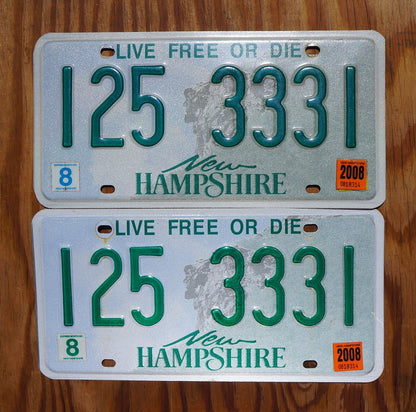 LIVE FREE OR DIE
125 3331
8
New
HAMPSHIRE
2008
LIVE FREE OR DIE
125 3331
8
New
HAMPSHIRE
2008